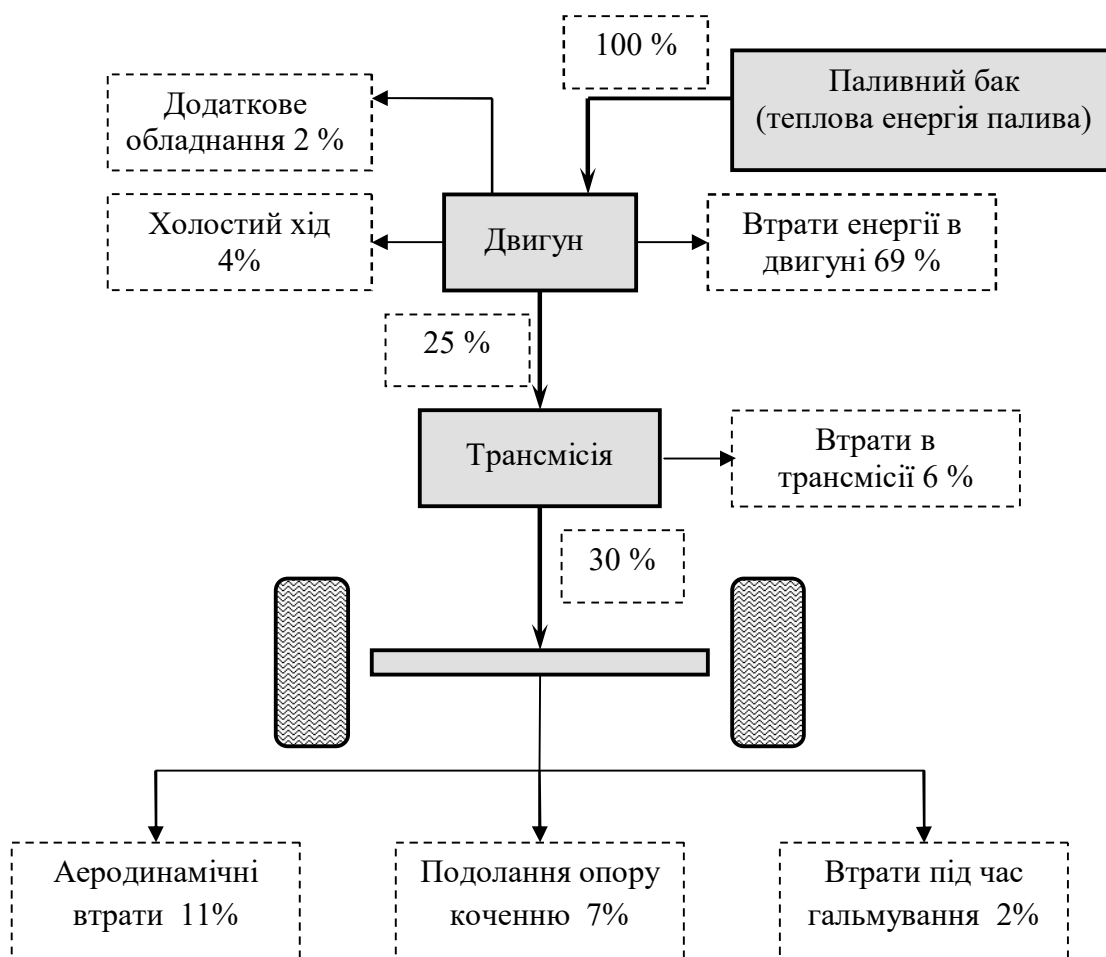 100 %
Паливний бак
(теплова енергія палива)
Додаткове
обладнання 2 %
Холостий хід
4%
Двигун
Втрати енергії в
двигуні 69 %
25 %
Трансмісія
Втрати в
трансмісії 6 %
30 %
Аеродинамічні
втрати 11%
Подолання опору
коченню 7%
Втрати під час
гальмування 2%